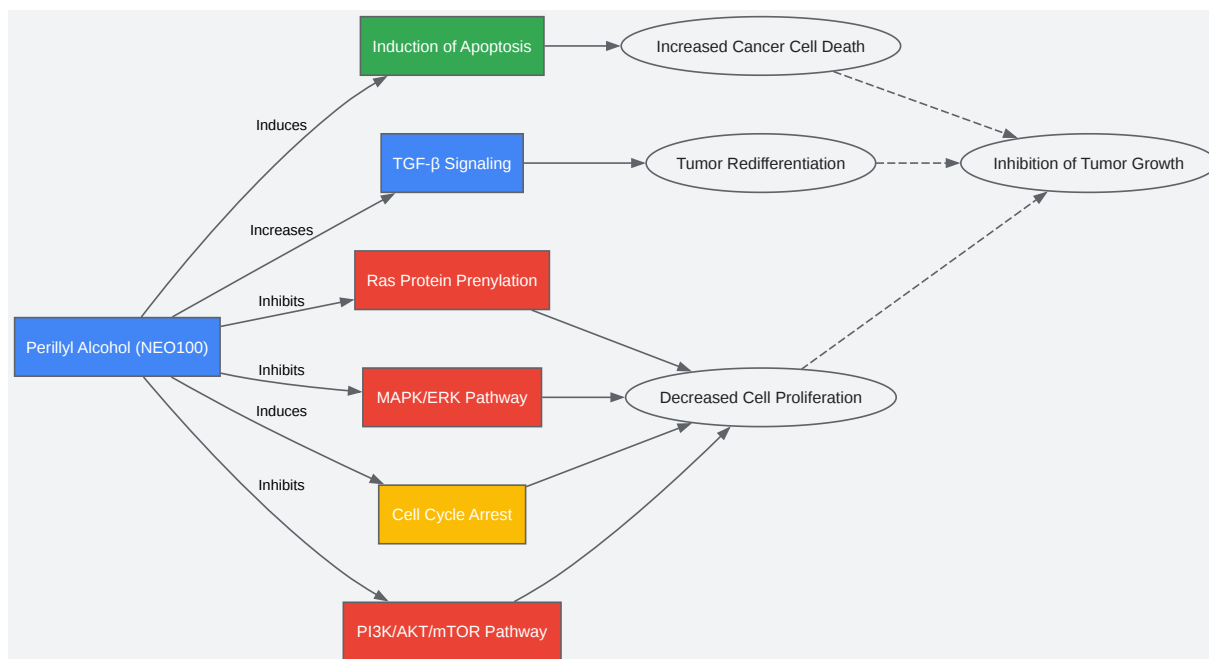 Induction of Apoptosis
Increased Cancer Cell Death
Induces
TGF-β Signaling
Tumor Redifferentiation
Inhibition of Tumor Growth
Increases
Ras Protein Prenylation
Inhibits
Perillyl Alcohol (NEO100)
Inhibits
MAPK/ERK Pathway
Decreased Cell Proliferation
Induces
Cell Cycle Arrest
Inhibits
PI3K/AKT/mTOR Pathway